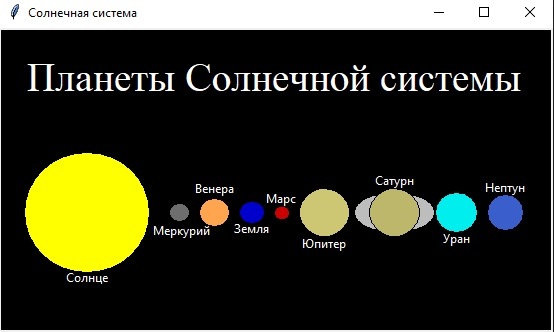 Солнечная система
Планеты Солнечной системы
Солнце
Меркурий
Венера
Земля
Марс
Юпитер
Сатурн
Уран
Нептун